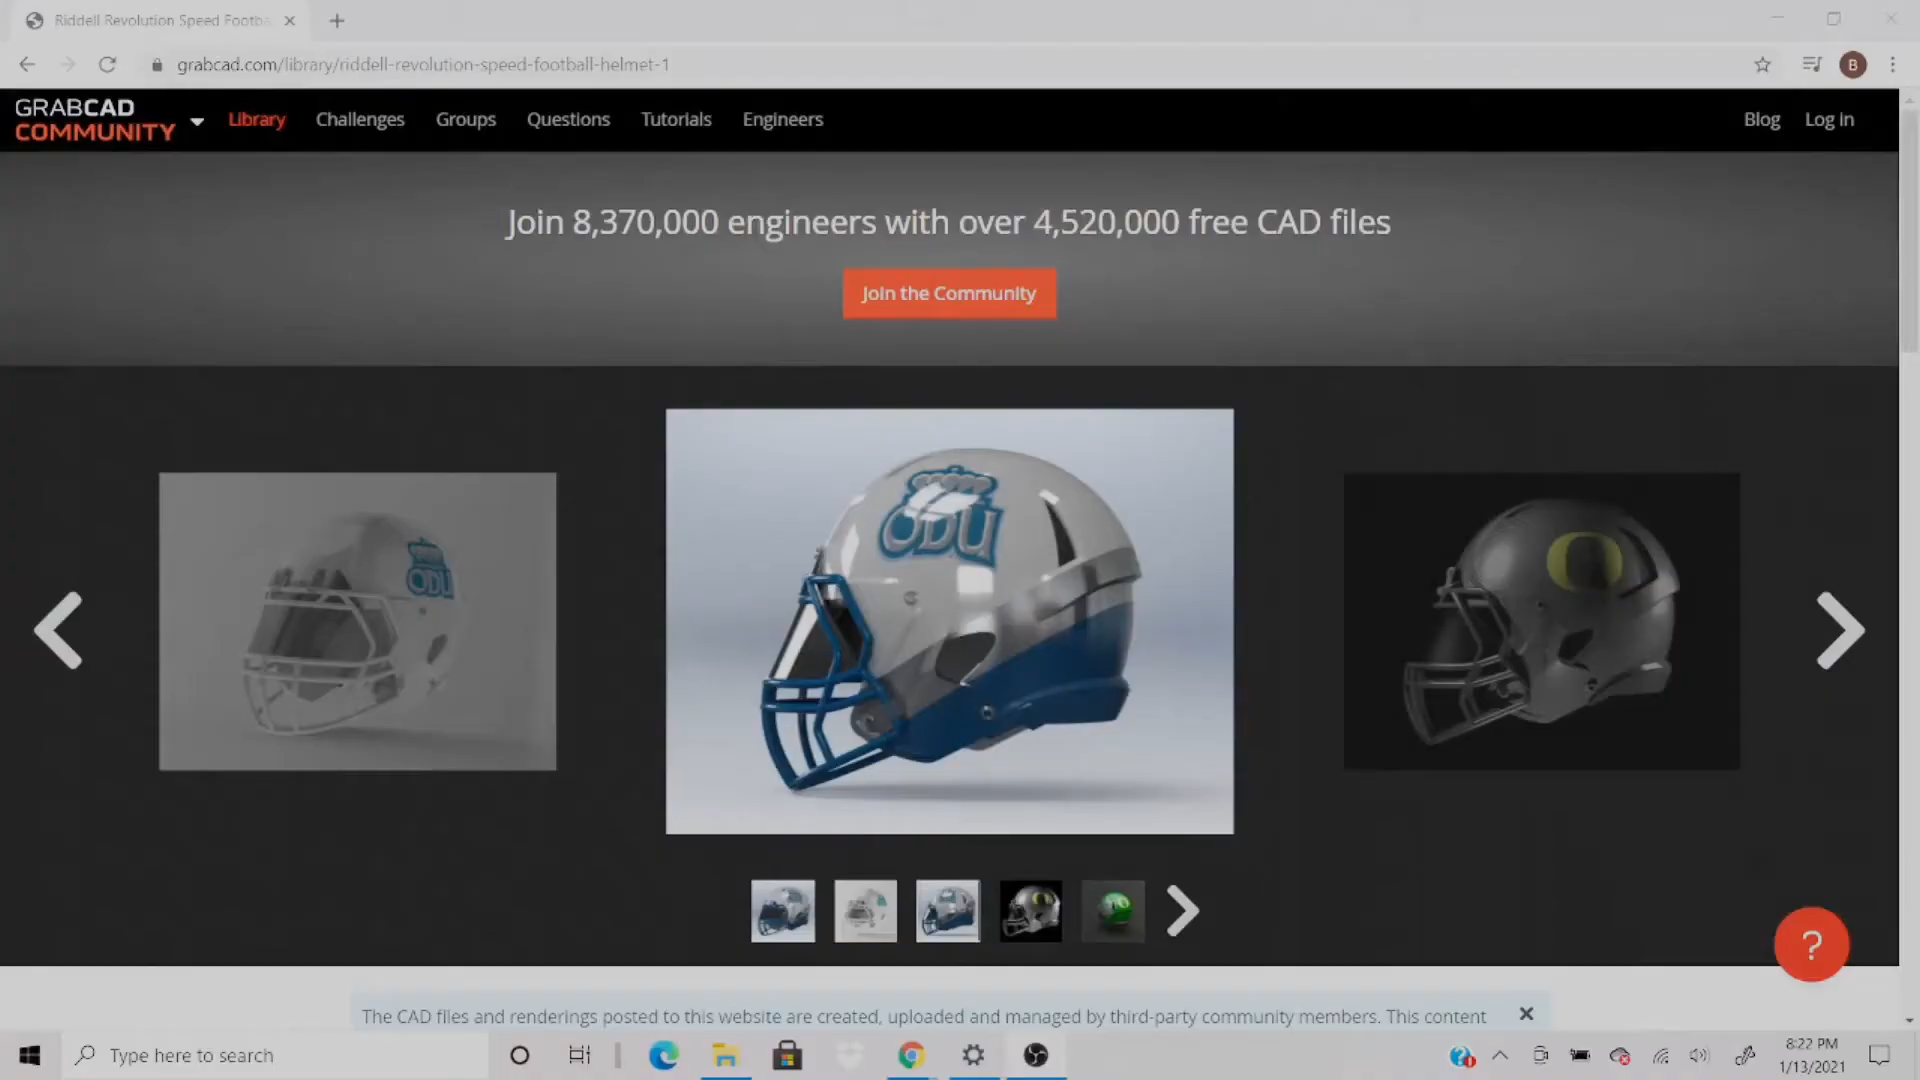 Riddell Revolution Speed Footba
grabcad.com/library/riddell-revolution-speed-football-helmet-1
B
GRABCAD
COMMUNITY
Library Challenges Groups Questions Tutorials Engineers
Blog Log in
Join 8,370,000 engineers with over 4,520,000 free CAD files
Join the Community
ODU
ODU
O
?
The CAD files and renderings posted to this website are created, uploaded and managed by third-party community members. This content
Type here to search
8:22 PM
1/13/2021